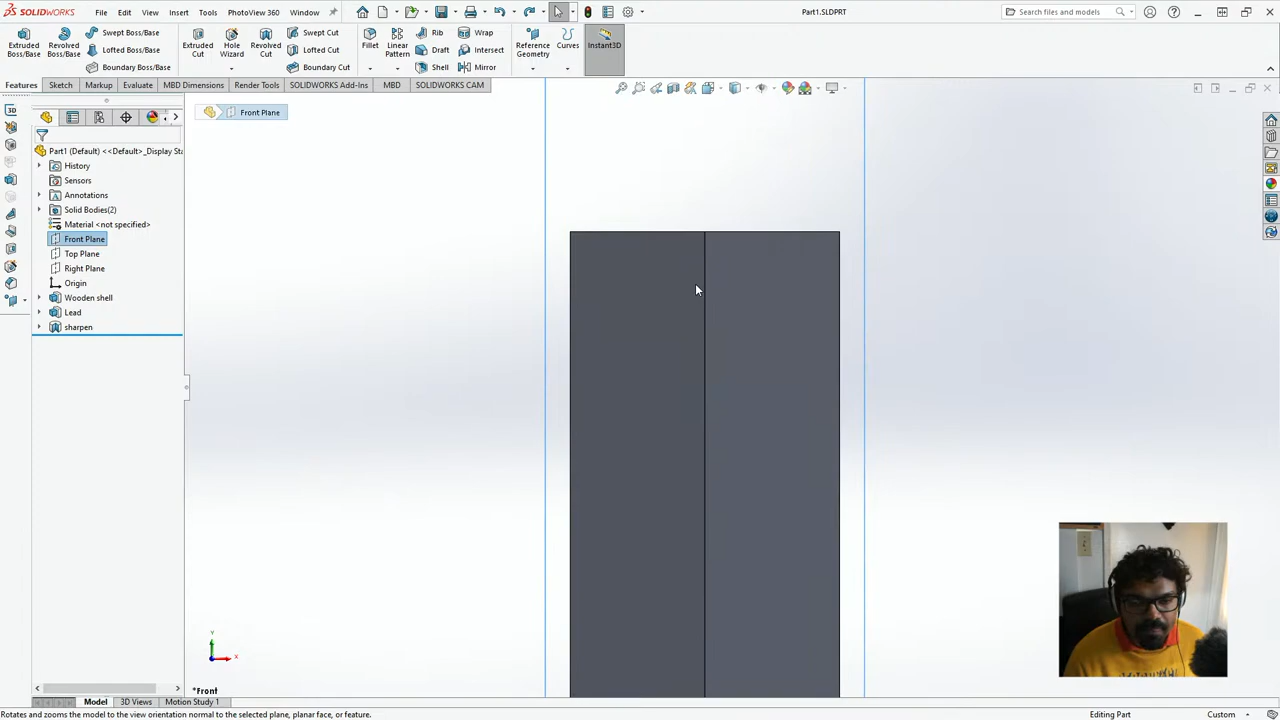 SOLIDWORKS File Edit View Insert Tools PhotoView 360 Window Part1.SLDPRT Search files and models
Extruded Boss/Base
Revolved Boss/Base
Swept Boss/Base
Lofted Boss/Base
Boundary Boss/Base
Extruded Cut
Hole Wizard
Revolved Cut
Swept Cut
Lofted Cut
Boundary Cut
Fillet
Linear Pattern
Rib
Draft
Shell
Wrap
Intersect
Mirror
Reference Geometry
Curves
Instant3D
Features Sketch Markup Evaluate MBD Dimensions Render Tools SOLIDWORKS Add-Ins MBD SOLIDWORKS CAM
Front Plane
Part1 (Default) <<Default>_Display Sta
History
Sensors
Annotations
Solid Bodies(2)
Material <not specified>
Front Plane
Top Plane
Right Plane
Origin
Wooden shell
Lead
sharpen
Y
X
*Front
Model 3D Views Motion Study 1
Rotates and zooms the model to the view orientation normal to the selected plane, planar face, or feature. Editing Part Custom